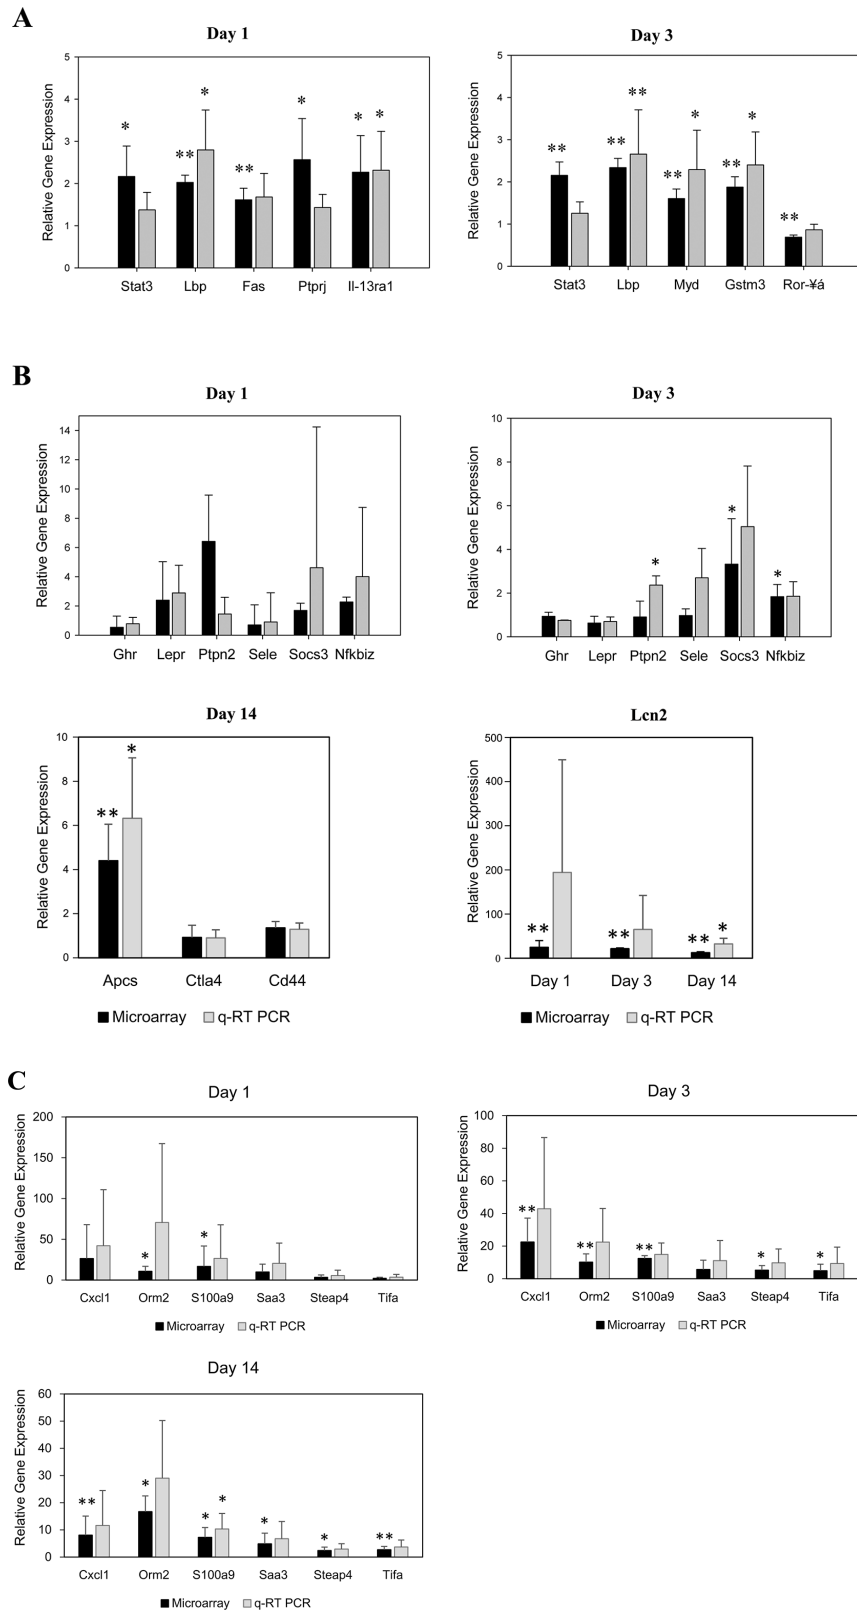 A
Day 1
Relative Gene Expression
5
4
3
2
1
0
* ** * ** * * *
Stat3 Lbp Fas Ptprj Il-13ra1
Day 3
Relative Gene Expression
5
4
3
2
1
0
** ** ** ** * ** * **
Stat3 Lbp Myd Gstm3 Ror-¥á
B
Day 1
Relative Gene Expression
14
12
10
8
6
4
2
0
Ghr Lepr Ptpn2 Sele Socs3 Nfkbiz
Day 3
Relative Gene Expression
10
8
6
4
2
0
* * *
Ghr Lepr Ptpn2 Sele Socs3 Nfkbiz
Day 14
Relative Gene Expression
10
8
6
4
2
0
** *
Apcs Ctla4 Cd44
Microarray q-RT PCR
Lcn2
Relative Gene Expression
500
400
300
200
100
0
** ** ** *
Day 1 Day 3 Day 14
Microarray q-RT PCR
C
Day 1
Relative Gene Expression
200
150
100
50
0
* *
Cxcl1 Orm2 S100a9 Saa3 Steap4 Tifa
Microarray q-RT PCR
Day 3
Relative Gene Expression
100
80
60
40
20
0
** ** ** * *
Cxcl1 Orm2 S100a9 Saa3 Steap4 Tifa
Microarray q-RT PCR
Day 14
Relative Gene Expression
60
50
40
30
20
10
0
** * * * * * **
Cxcl1 Orm2 S100a9 Saa3 Steap4 Tifa
Microarray q-RT PCR